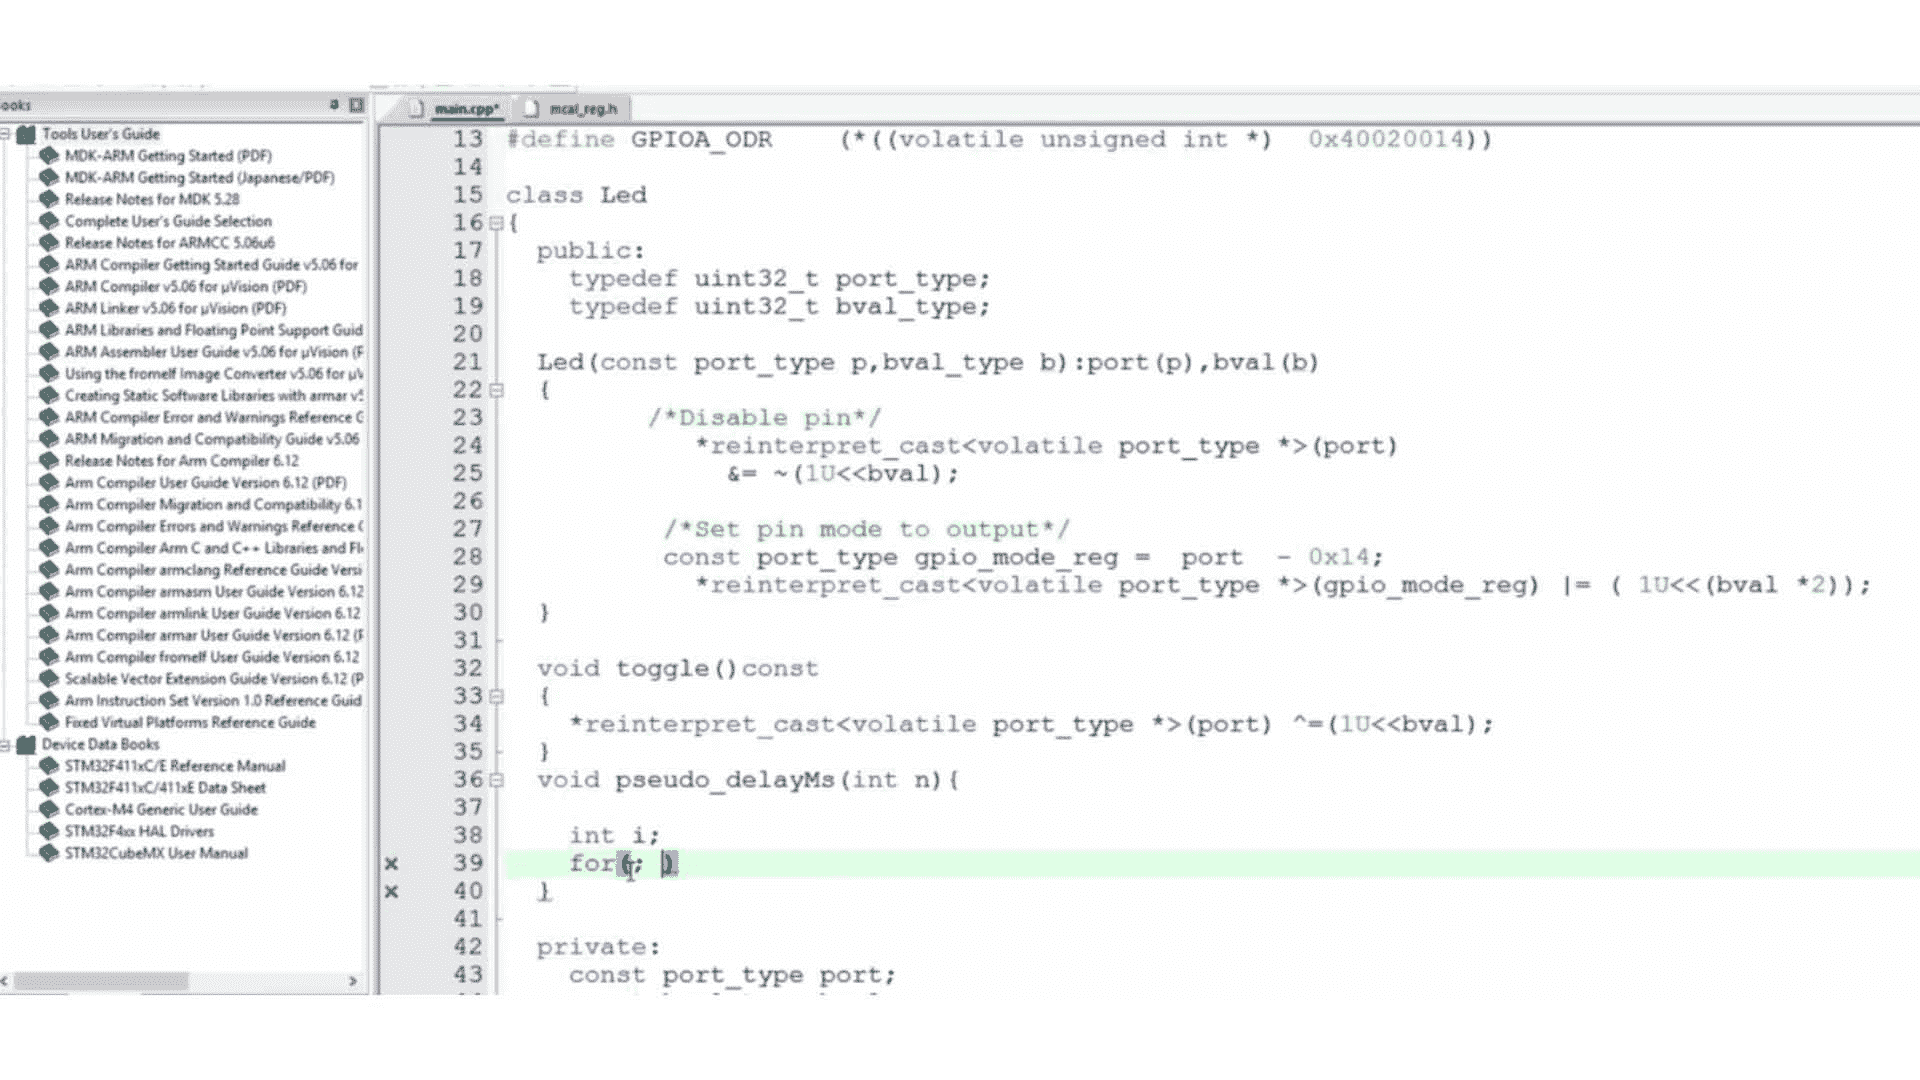 ooks
Tools User's Guide
MDK-ARM Getting Started (PDF)
MDK-ARM Getting Started (Japanese/PDF)
Release Notes for MDK 5.28
Complete User's Guide Selection
Release Notes for ARMCC 5.06u6
ARM Compiler Getting Started Guide v5.06 for
ARM Compiler v5.06 for µVision (PDF)
ARM Linker v5.06 for µVision (PDF)
ARM Libraries and Floating Point Support Guid
ARM Assembler User Guide v5.06 for µVision (F
Using the fromelf Image Converter v5.06 for µV
Creating Static Software Libraries with armar v5
ARM Compiler Error and Warnings Reference G
ARM Migration and Compatibility Guide v5.06
Release Notes for Arm Compiler 6.12
Arm Compiler User Guide Version 6.12 (PDF)
Arm Compiler Migration and Compatibility 6.1
Arm Compiler Errors and Warnings Reference G
Arm Compiler Arm C and C++ Libraries and Flo
Arm Compiler armclang Reference Guide Versi
Arm Compiler armasm User Guide Version 6.12
Arm Compiler armlink User Guide Version 6.12
Arm Compiler armar User Guide Version 6.12 (F
Arm Compiler fromelf User Guide Version 6.12
Scalable Vector Extension Guide Version 6.12 (P
Arm Instruction Set Version 1.0 Reference Guid
Fixed Virtual Platforms Reference Guide
Device Data Books
STM32F411xC/E Reference Manual
STM32F411xC/411xE Data Sheet
Cortex-M4 Generic User Guide
STM32F4xx HAL Drivers
STM32CubeMX User Manual
main.cpp* mcal_reg.h
13 #define GPIOA_ODR (*((volatile unsigned int *) 0x40020014))
14
15 class Led
16 {
17 public:
18 typedef uint32_t port_type;
19 typedef uint32_t bval_type;
20
21 Led(const port_type p,bval_type b):port(p),bval(b)
22 {
23 /*Disable pin*/
24 *reinterpret_cast<volatile port_type *>(port)
25 &= ~(1U<<bval);
26
27 /*Set pin mode to output*/
28 const port_type gpio_mode_reg = port - 0x14;
29 *reinterpret_cast<volatile port_type *>(gpio_mode_reg) |= ( 1U<<(bval *2));
30 }
31
32 void toggle()const
33 {
34 *reinterpret_cast<volatile port_type *>(port) ^=(1U<<bval);
35 }
36 void pseudo_delayMs(int n){
37
38 int i;
39 for(; )
40 }
41
42 private:
43 const port_type port;